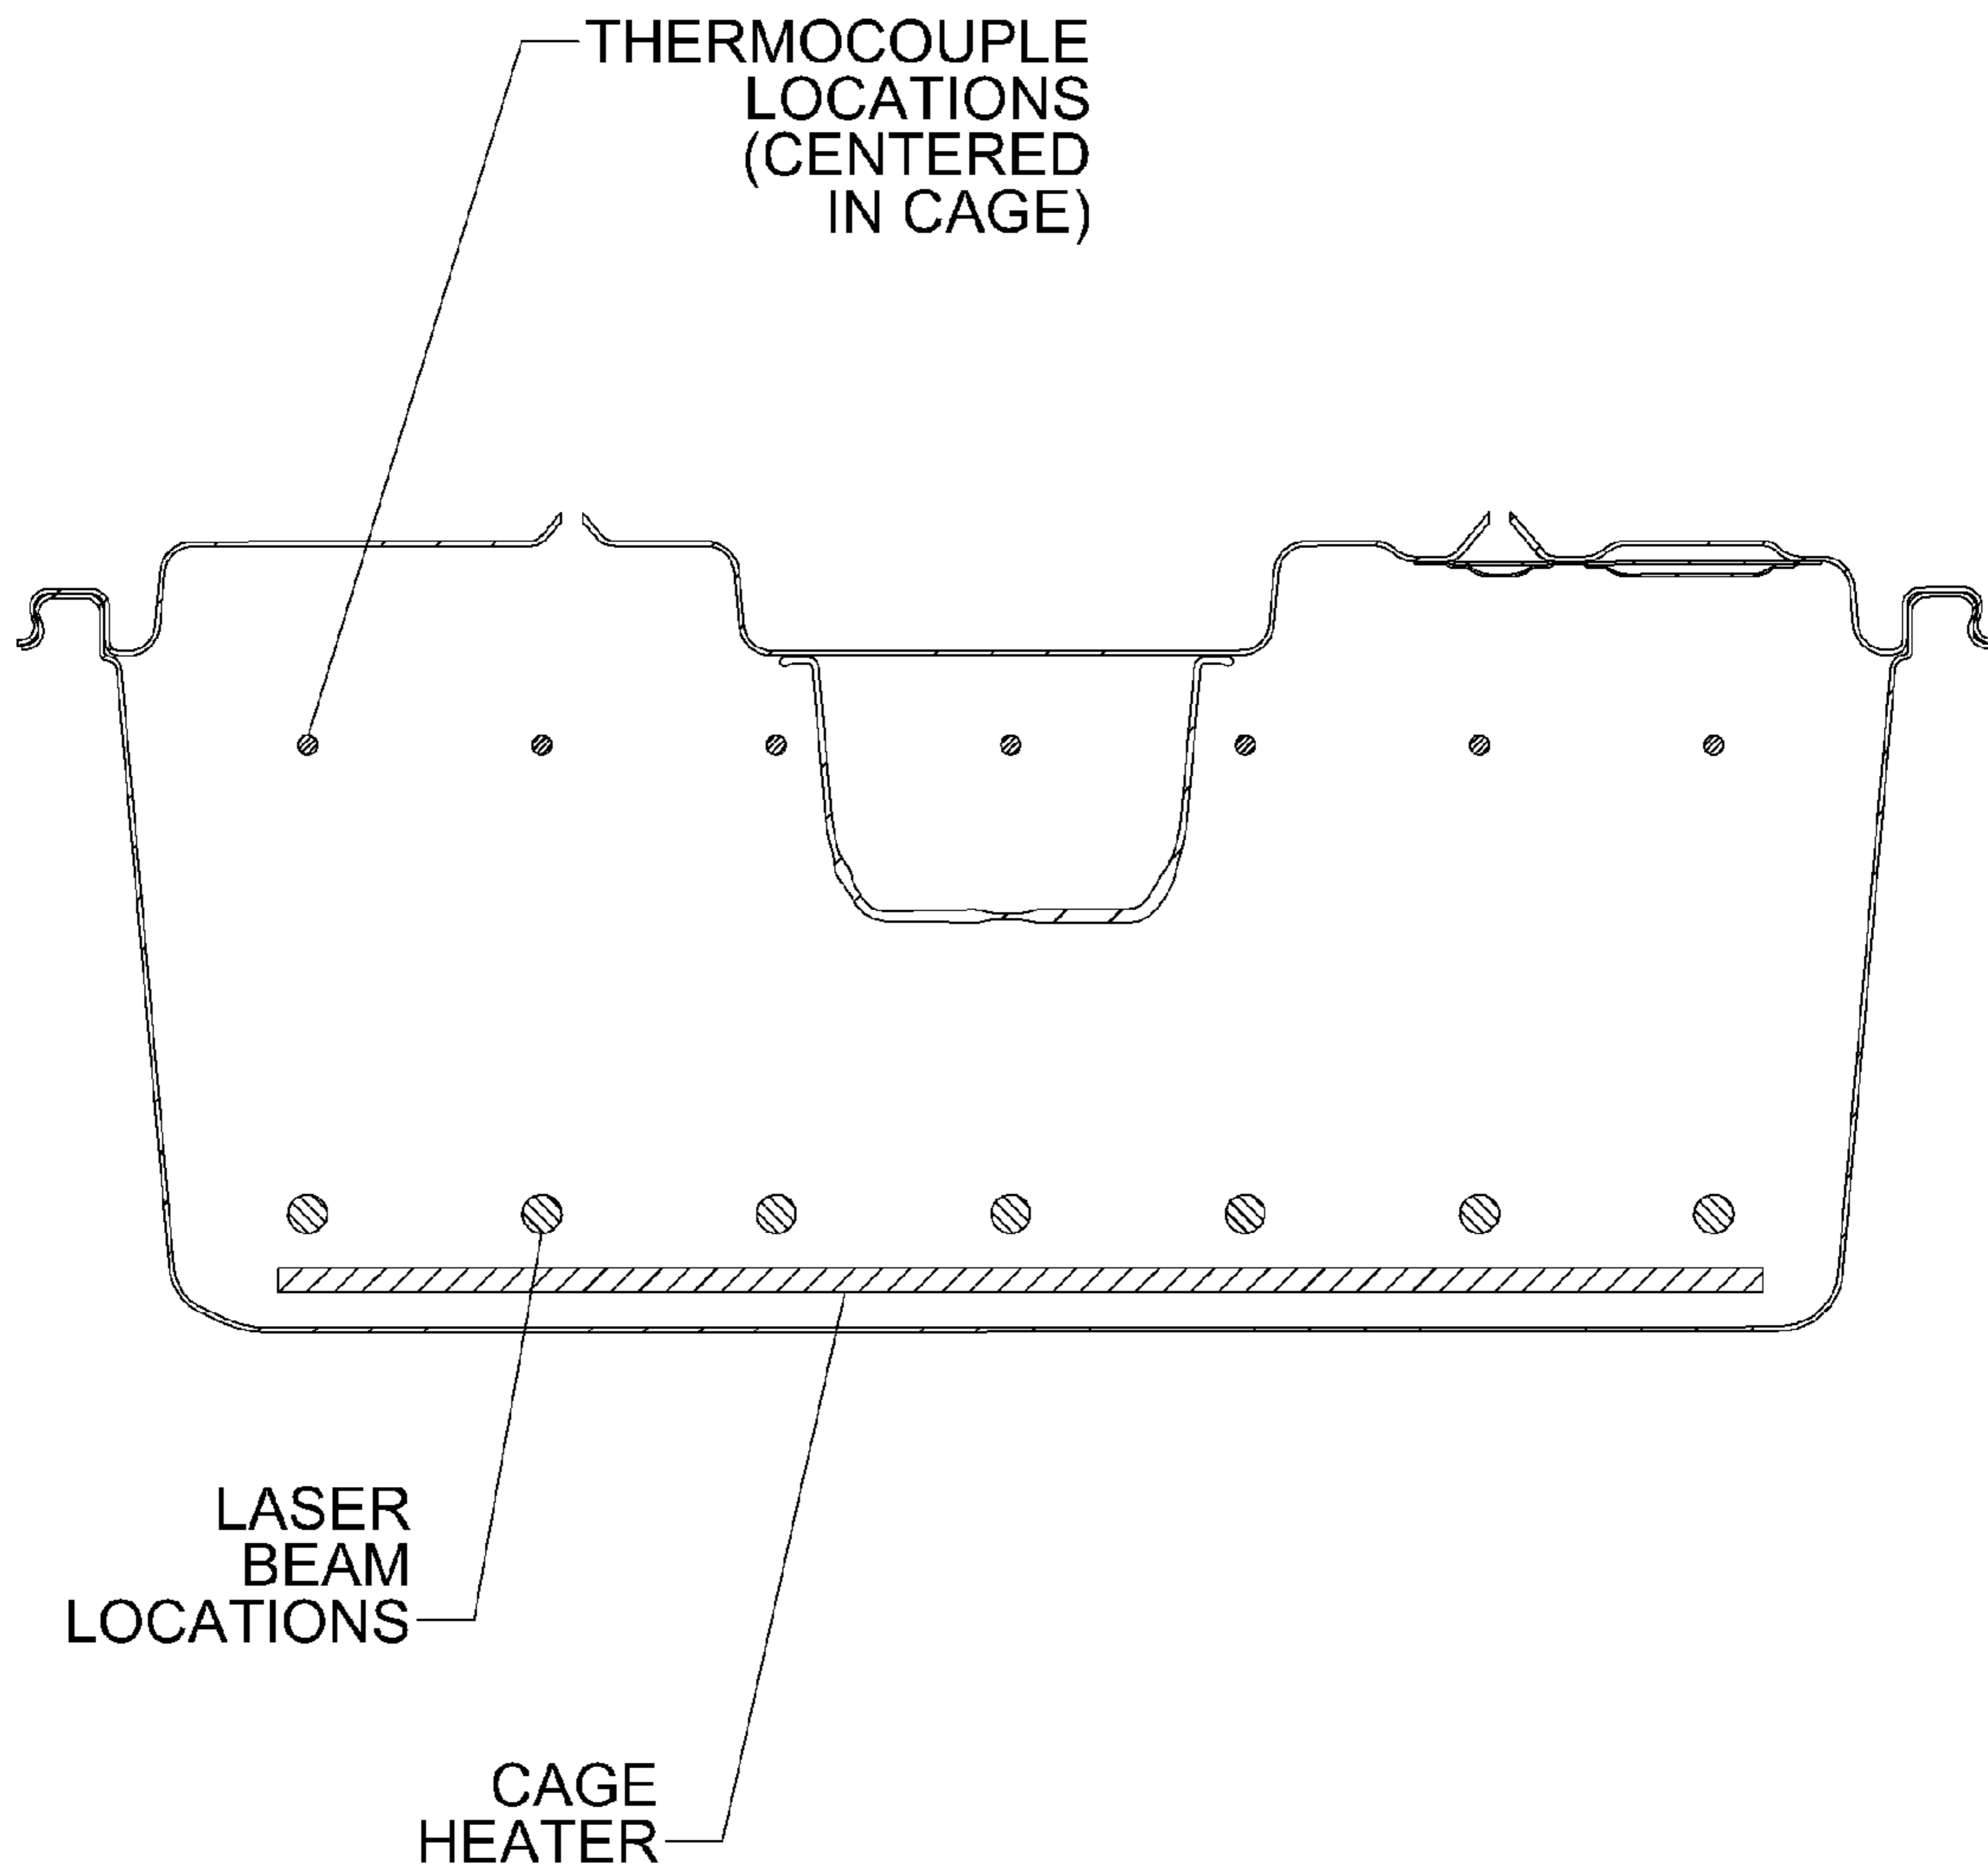 THERMOCOUPLE
LOCATIONS
(CENTERED
IN CAGE)
LASER
BEAM
LOCATIONS
CAGE
HEATER